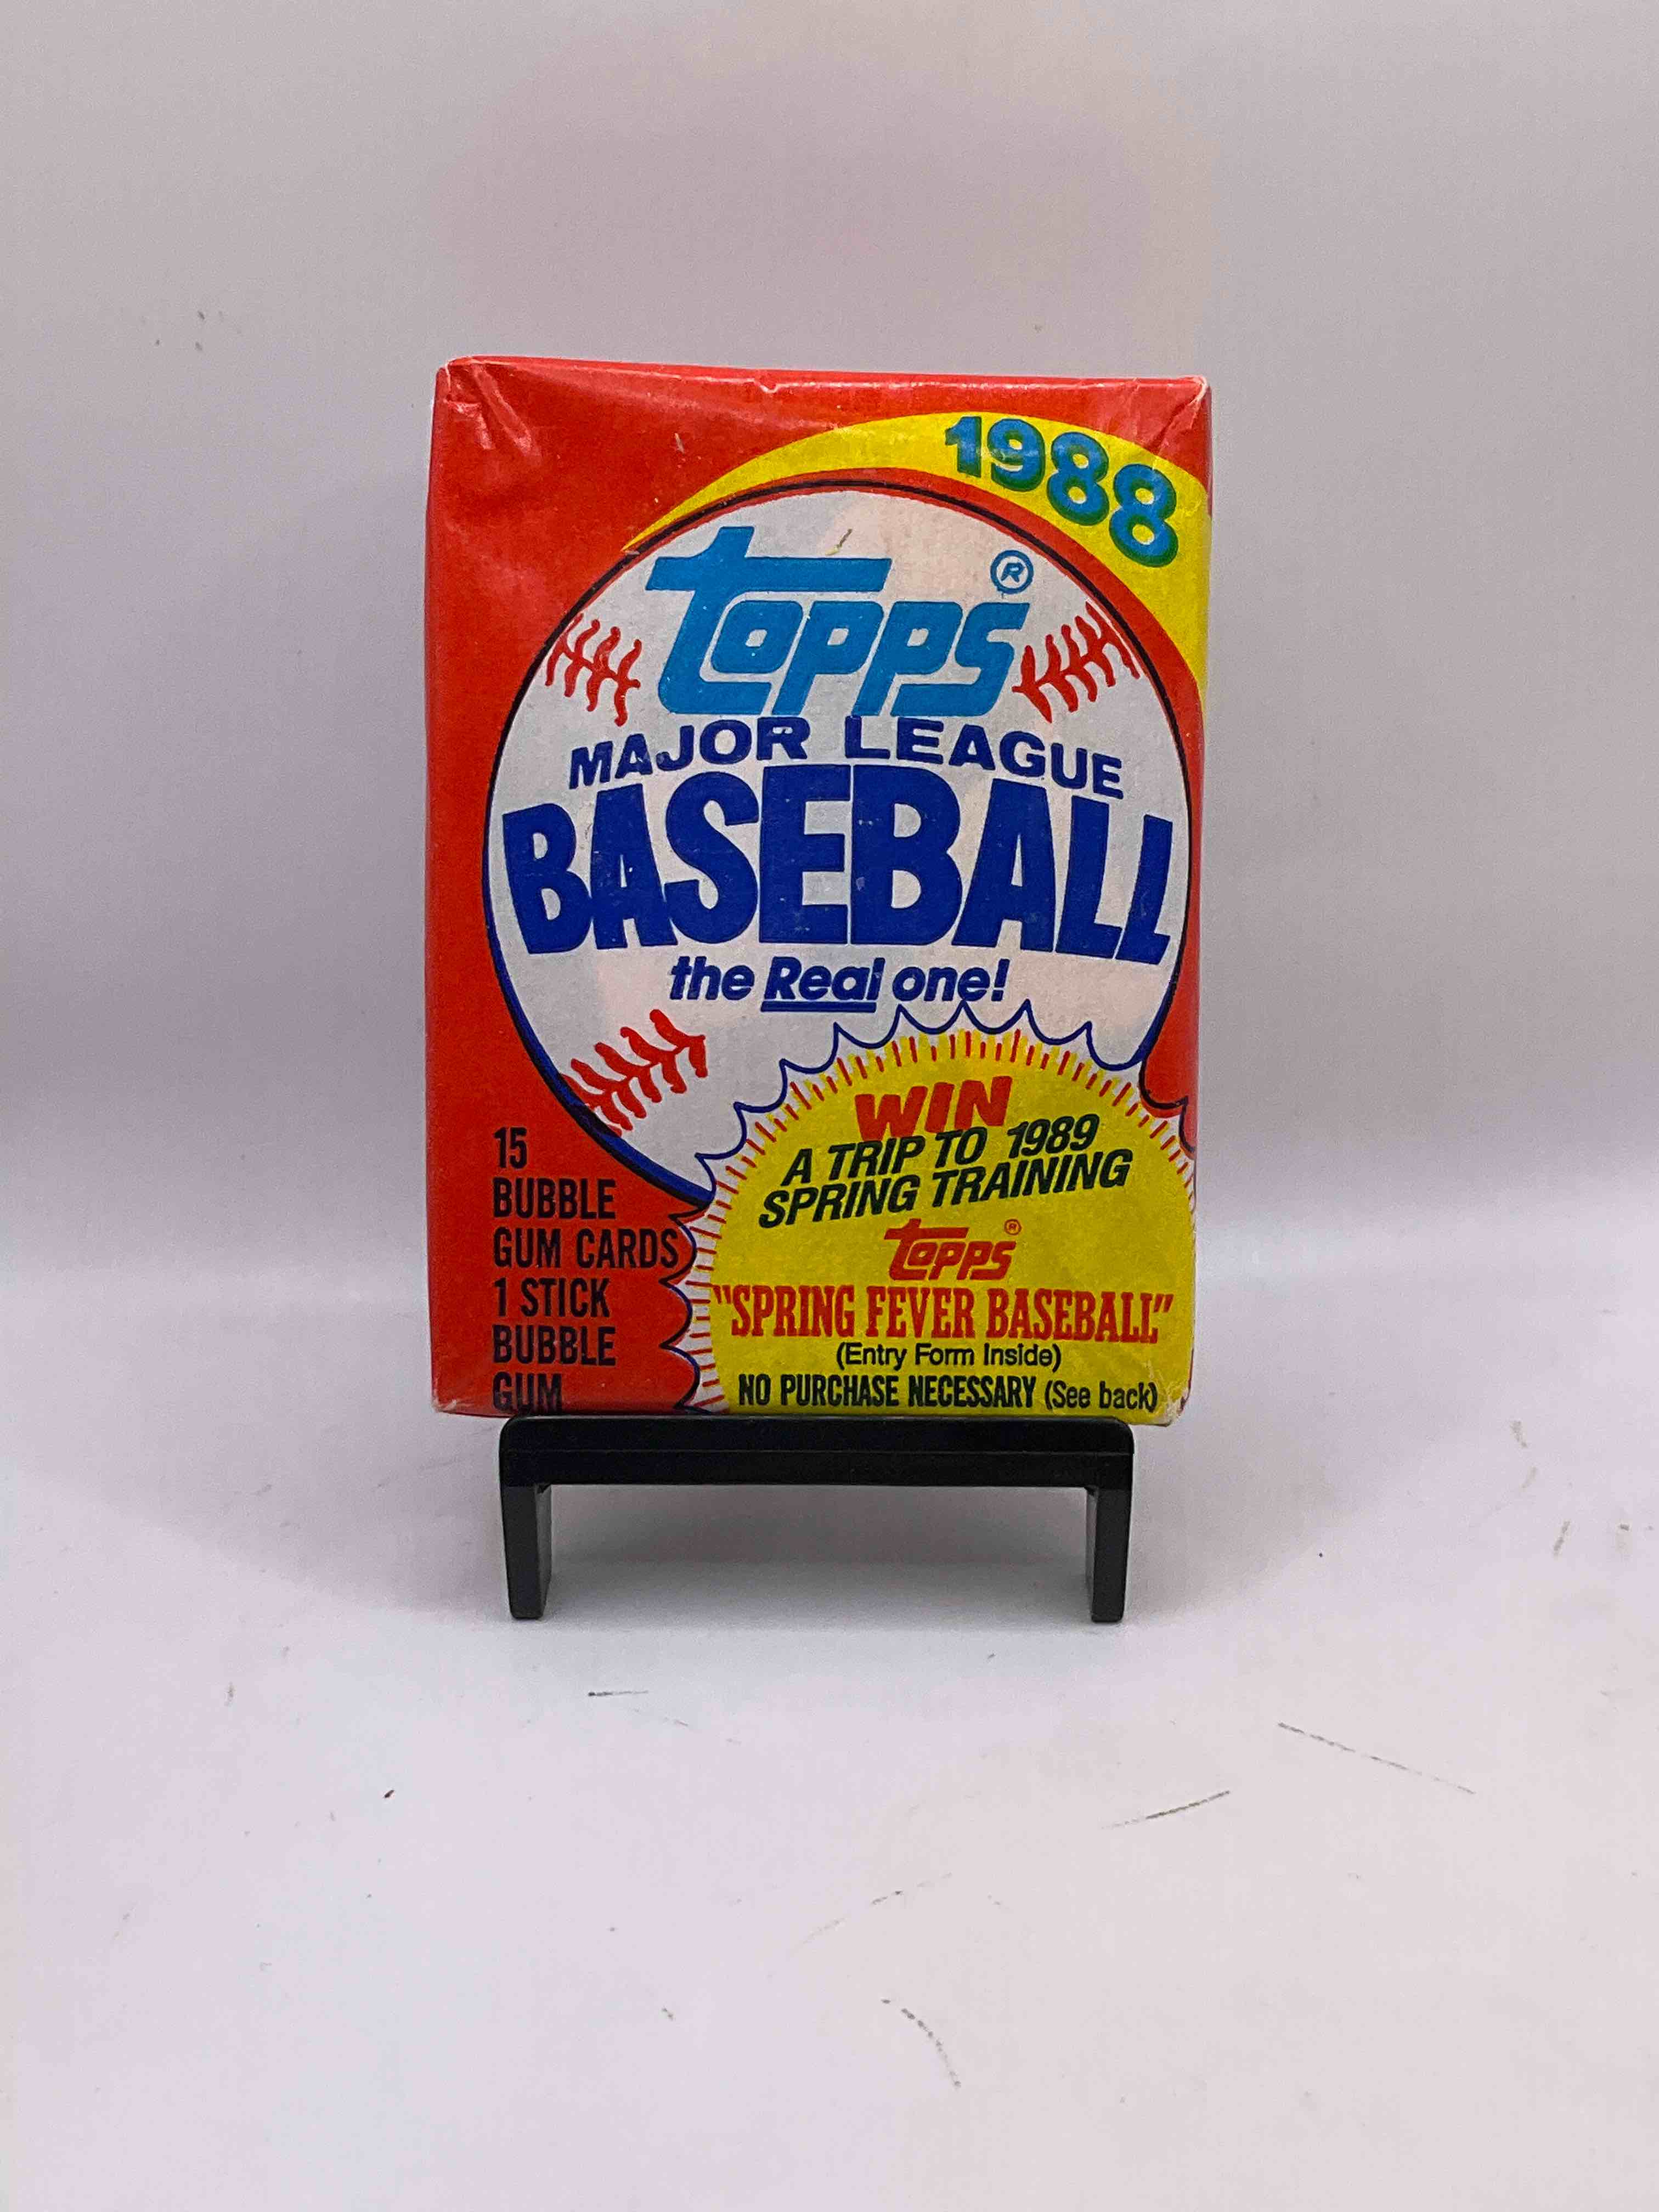 1988
Topps®
MAJOR LEAGUE
BASEBALL
the Real one!
15
BUBBLE
GUM CARDS
1 STICK
BUBBLE
GUM
WIN
A TRIP TO 1989
SPRING TRAINING
Topps®
"SPRING FEVER BASEBALL"
(Entry Form Inside)
NO PURCHASE NECESSARY (See back)